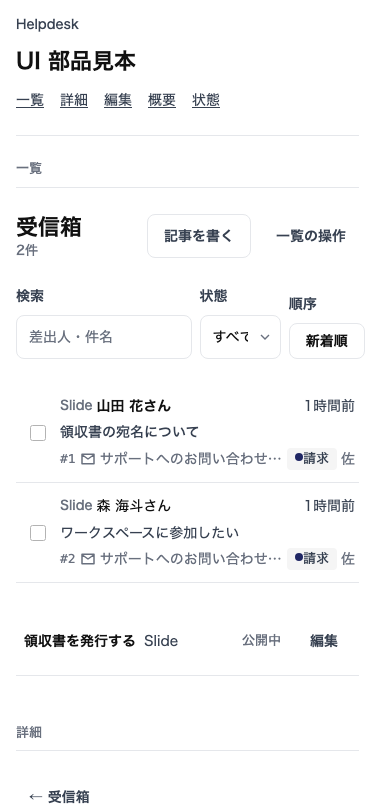 Helpdesk
UI 部品見本
一覧 詳細 編集 概要 状態
一覧
受信箱
2件
記事を書く
一覧の操作
検索 状態 順序
差出人・件名 すべて 新着順
Slide 山田 花さん 1時間前
領収書の宛名について
#1 サポートへのお問い合わせ… 請求 佐
Slide 森 海斗さん 1時間前
ワークスペースに参加したい
#2 サポートへのお問い合わせ… 請求 佐
領収書を発行する Slide 公開中 編集
詳細
← 受信箱